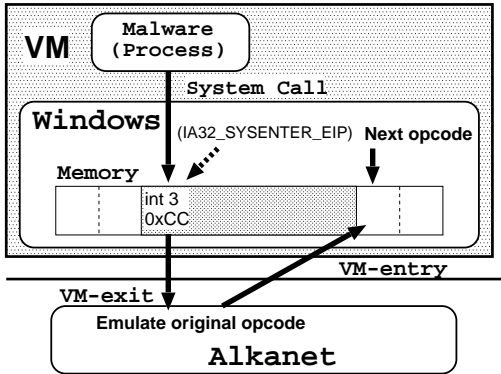 Malware
(Process)
VM
System Call
Windows
(IA32_SYSENTER_EIP)
Next opcode
Memory
int 3
0xCC
VM-entry
VM-exit
Emulate original opcode
Alkanet